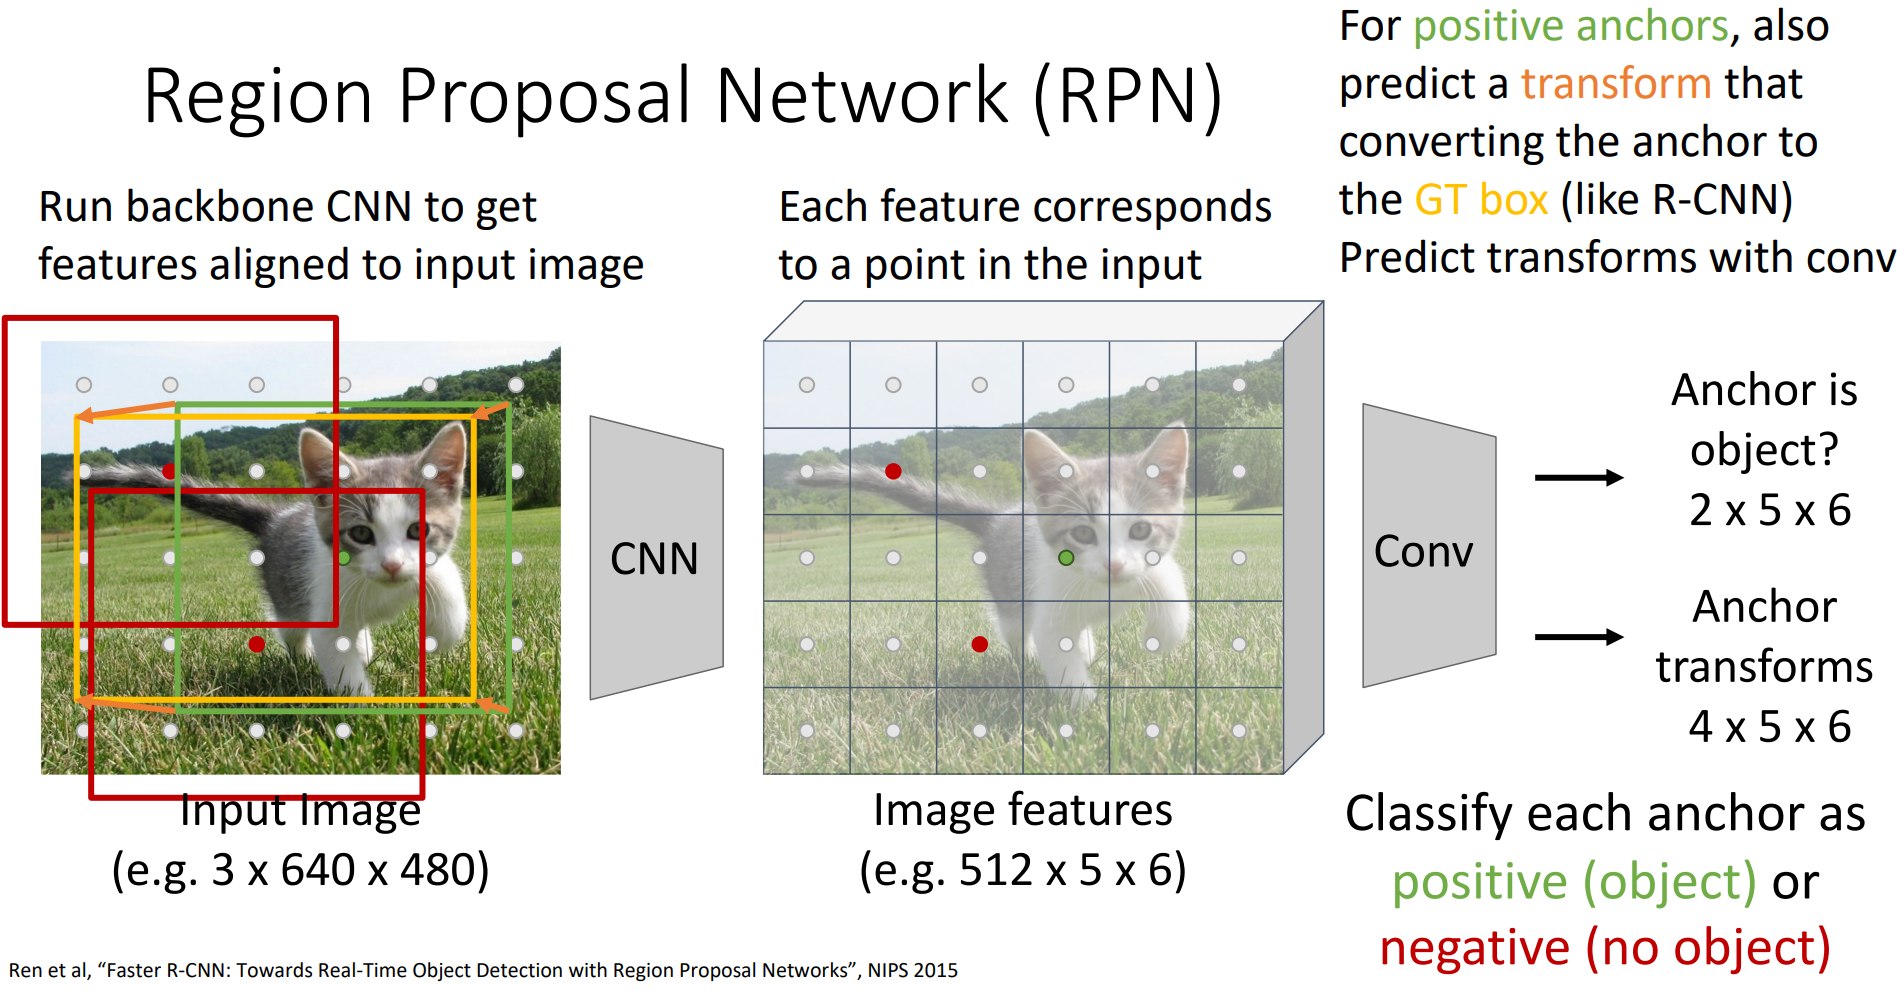 Region Proposal Network (RPN)
For positive anchors, also
predict a transform that
converting the anchor to
the GT box (like R-CNN)
Predict transforms with conv
Run backbone CNN to get
features aligned to input image
Each feature corresponds
to a point in the input
CNN
Conv
Anchor is
object?
2 x 5 x 6
Anchor
transforms
4 x 5 x 6
Input Image
(e.g. 3 x 640 x 480)
Image features
(e.g. 512 x 5 x 6)
Classify each anchor as
positive (object) or
negative (no object)
Ren et al, “Faster R-CNN: Towards Real-Time Object Detection with Region Proposal Networks”, NIPS 2015